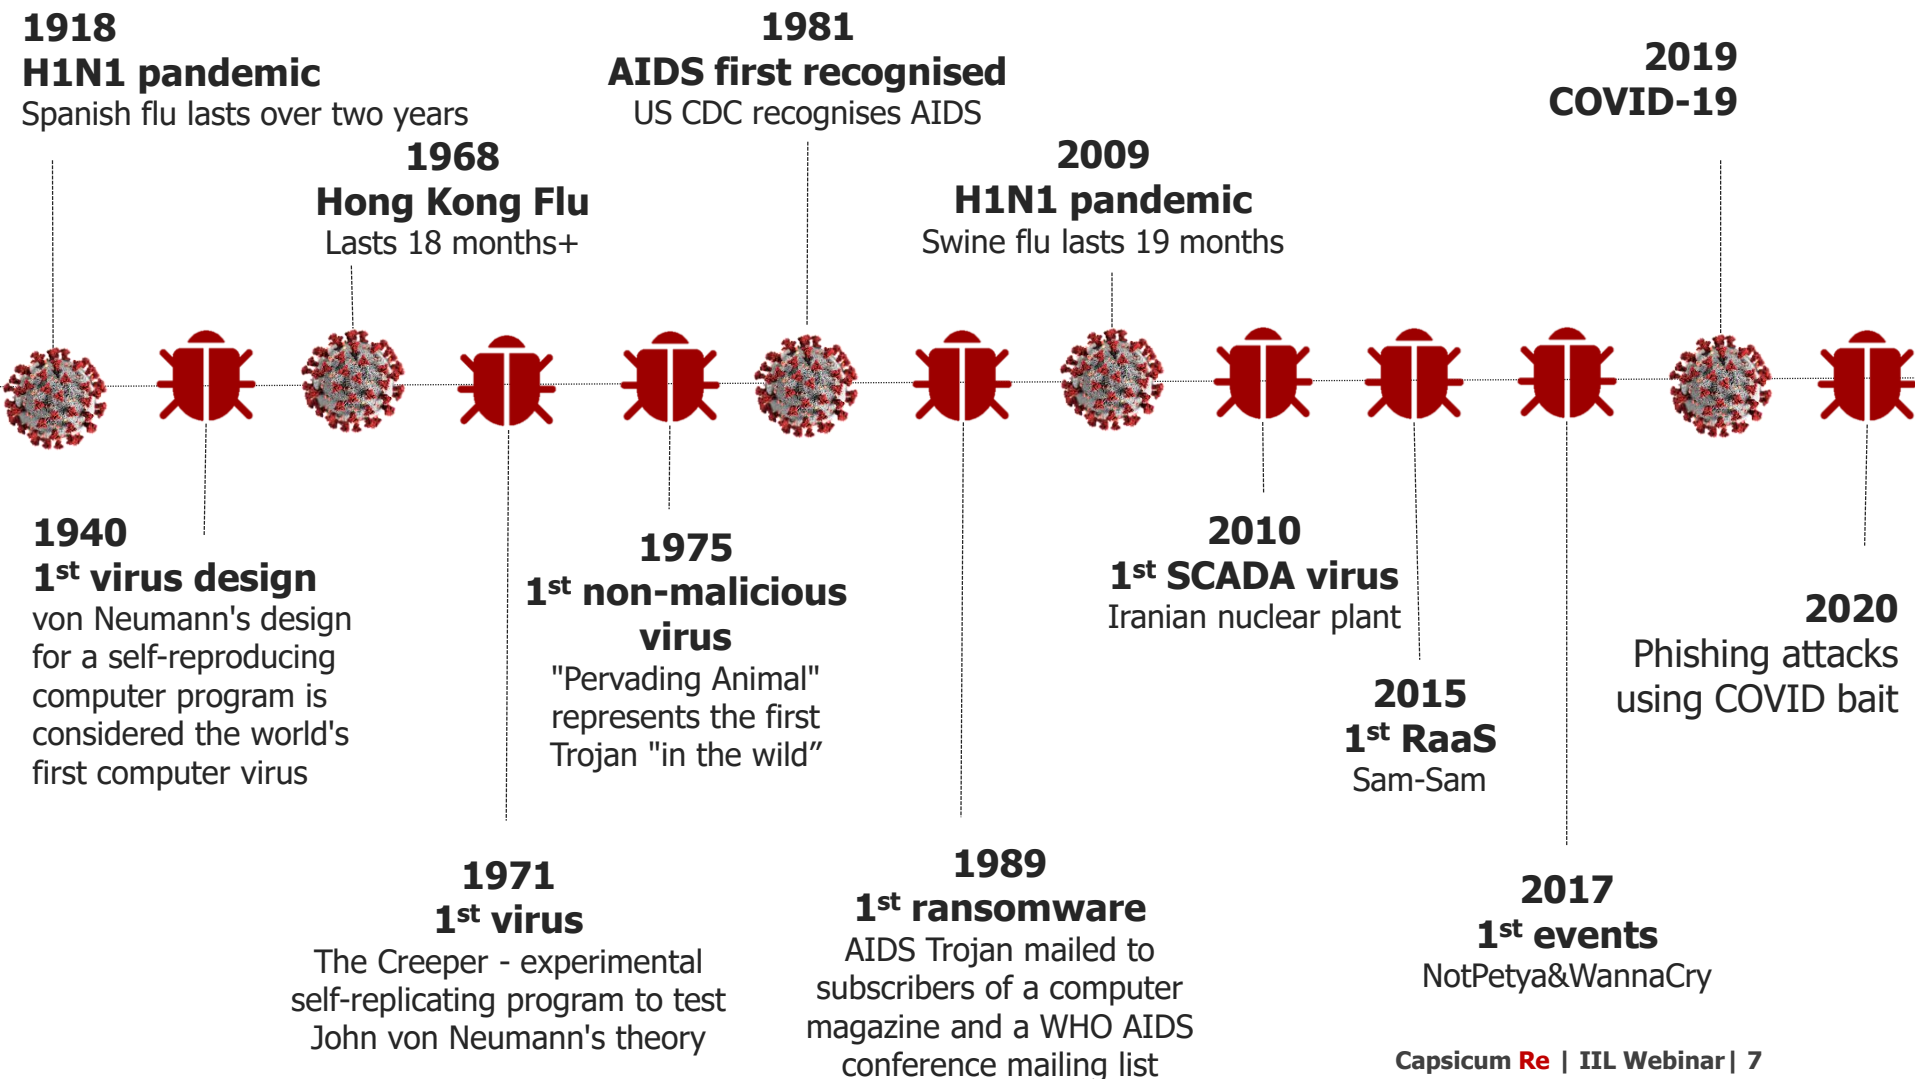 1918
H1N1 pandemic
Spanish flu lasts over two years
1968
Hong Kong Flu
Lasts 18 months+
1981
AIDS first recognised
US CDC recognises AIDS
2009
H1N1 pandemic
Swine flu lasts 19 months
2019
COVID-19
1940
1st virus design
von Neumann's design
for a self-reproducing
computer program is
considered the world's
first computer virus
1971
1st virus
The Creeper - experimental
self-replicating program to test
John von Neumann's theory
1975
1st non-malicious
virus
"Pervading Animal"
represents the first
Trojan "in the wild”
1989
1st ransomware
AIDS Trojan mailed to
subscribers of a computer
magazine and a WHO AIDS
conference mailing list
2010
1st SCADA virus
Iranian nuclear plant
2015
1st RaaS
Sam-Sam
2017
1st events
NotPetya&WannaCry
2020
Phishing attacks
using COVID bait
Capsicum Re | IIL Webinar| 7